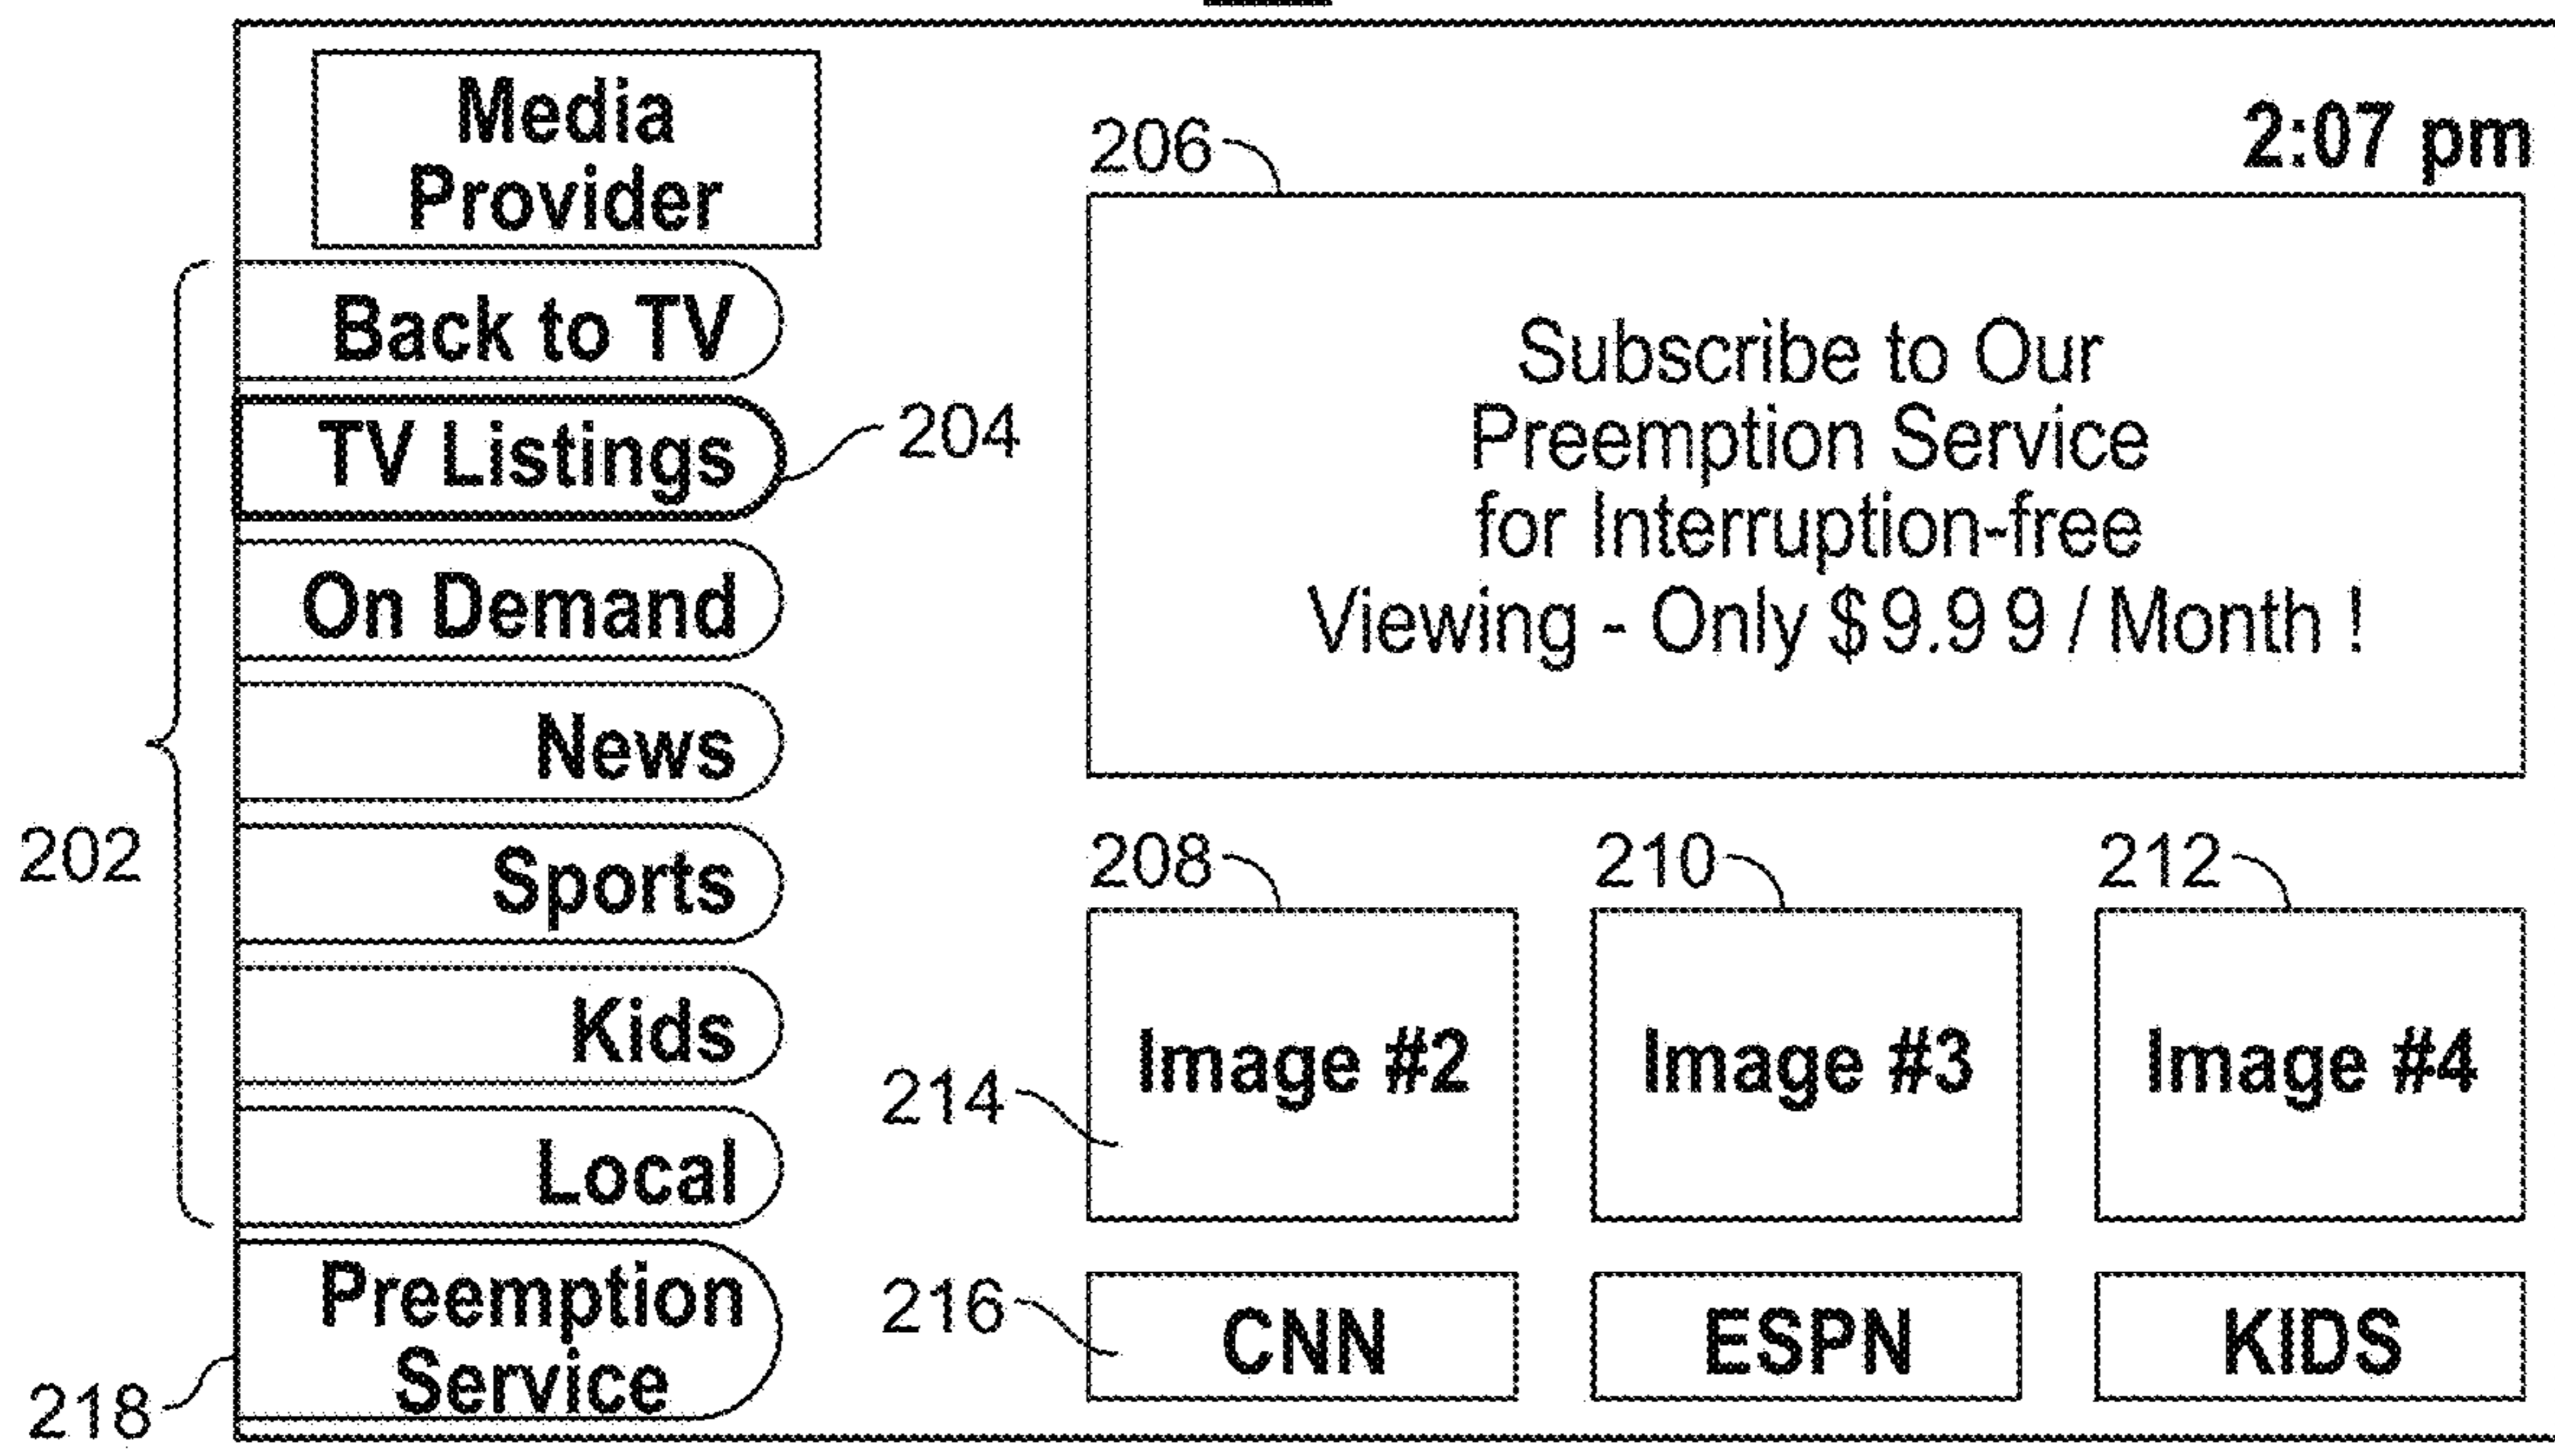 Media
Provider
2:07 pm
206
Back to TV
TV Listings
204
On Demand
News
Sports
Kids
Local
Preemption
Service
202
218
Subscribe to Our
Preemption Service
for Interruption-free
Viewing - Only $9.99 / Month !
208
210
212
Image #2
Image #3
Image #4
214
216
CNN
ESPN
KIDS